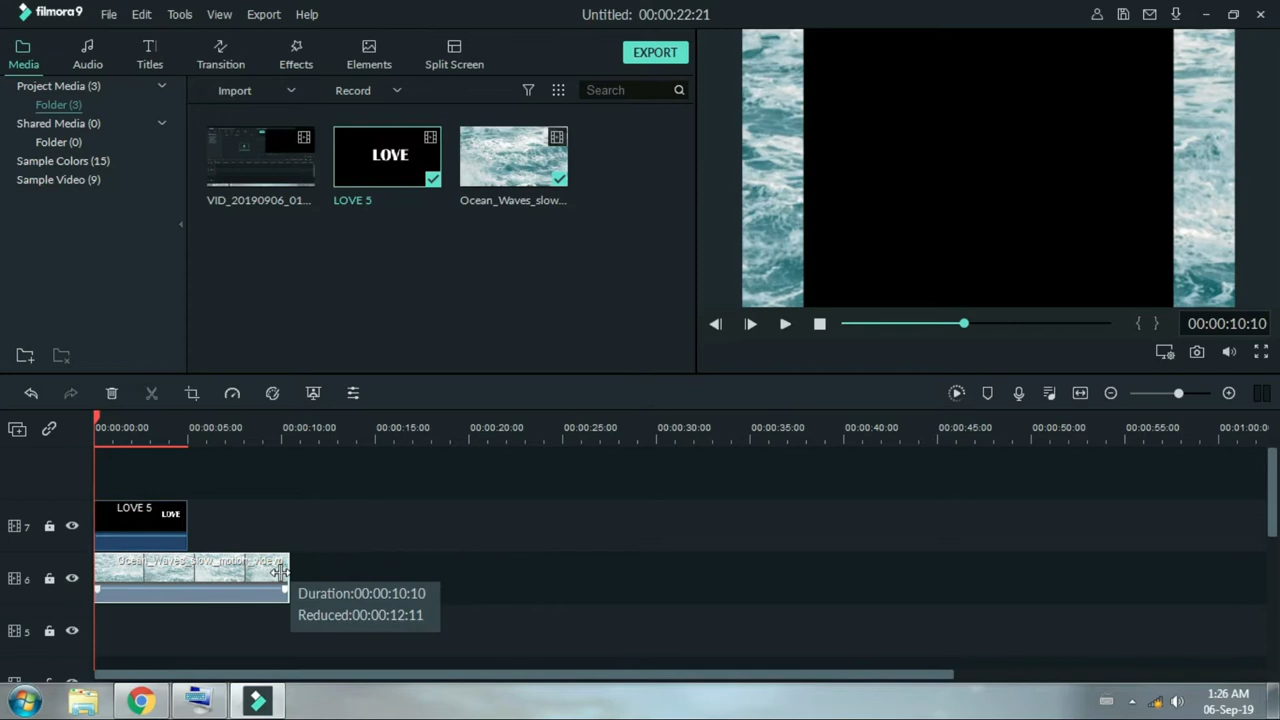 filmora9 File Edit Tools View Export Help Untitled: 00:00:22:21
Media Audio Titles Transition Effects Elements Split Screen EXPORT
Project Media (3) Import Record Search
Folder (3)
Shared Media (0)
Folder (0)
Sample Colors (15)
Sample Video (9)
LOVE
VID_20190906_01... LOVE 5 Ocean_Waves_slow...
00:00:10:10
00:00:00:00 00:00:05:00 00:00:10:00 00:00:15:00 00:00:20:00 00:00:25:00 00:00:30:00 00:00:35:00 00:00:40:00 00:00:45:00 00:00:50:00 00:00:55:00 00:01:00:0
LOVE 5
LOVE
7
Ocean_Waves_slow_motion_video
6
Duration:00:00:10:10
Reduced:00:00:12:11
5
1:26 AM
06-Sep-19